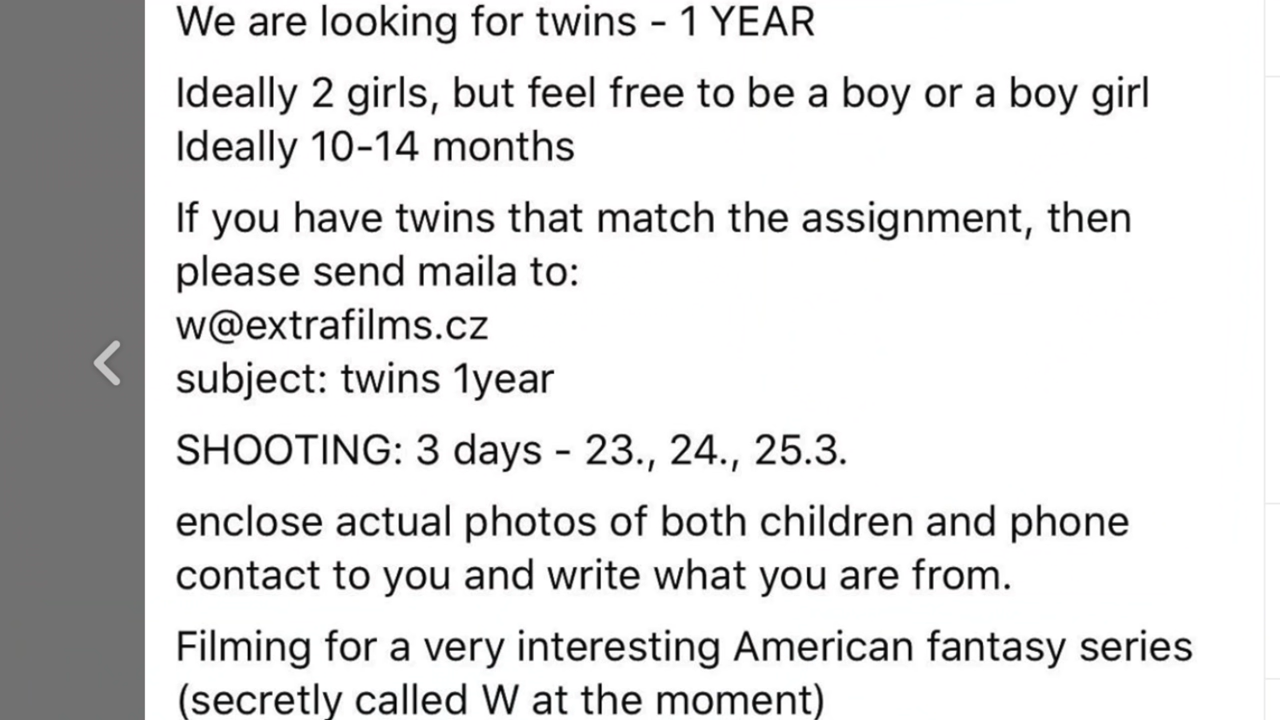 We are looking for twins - 1 YEAR
Ideally 2 girls, but feel free to be a boy or a boy girl
Ideally 10-14 months
If you have twins that match the assignment, then
please send maila to:
w@extrafilms.cz
subject: twins 1year
SHOOTING: 3 days - 23., 24., 25.3.
enclose actual photos of both children and phone
contact to you and write what you are from.
Filming for a very interesting American fantasy series
(secretly called W at the moment)